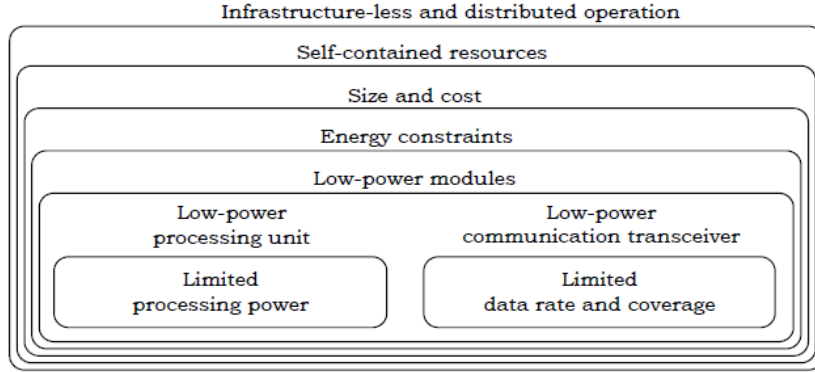 Infrastructure-less and distributed operation
Self-contained resources
Size and cost
Energy constraints
Low-power modules
Low-power
processing unit
Limited
processing power
Low-power
communication transceiver
Limited
data rate and coverage